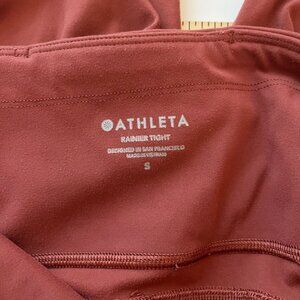 ATHLETA
RAINIER TIGHT
DESIGNED IN SAN FRANCISCO
MADE IN VIETNAM
S